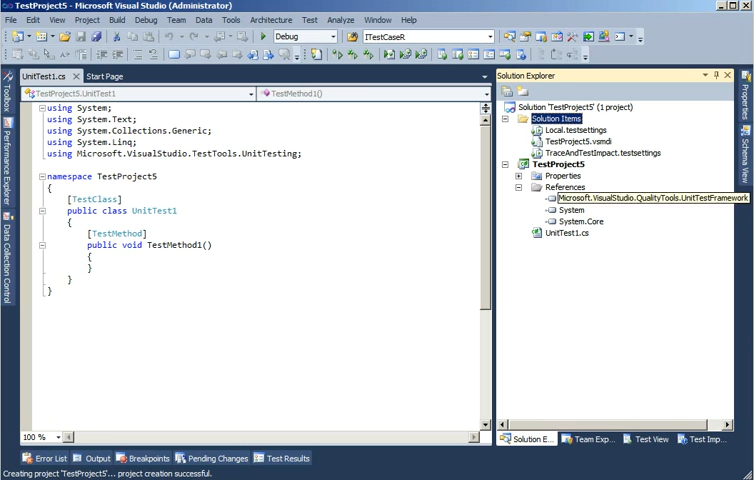 TestProject5 - Microsoft Visual Studio (Administrator)
File Edit View Project Build Debug Team Data Tools Architecture Test Analyze Window Help
Debug ITestCaseR
UnitTest1.cs Start Page
TestProject5.UnitTest1 TestMethod1()
using System;
using System.Text;
using System.Collections.Generic;
using System.Linq;
using Microsoft.VisualStudio.TestTools.UnitTesting;
namespace TestProject5
{
[TestClass]
public class UnitTest1
{
[TestMethod]
public void TestMethod1()
{
}
}
}
100 %
Toolbox
Performance Explorer
Data Collection Control
Solution Explorer
Solution 'TestProject5' (1 project)
Solution Items
Local.testsettings
TestProject5.vsmdi
TraceAndTestImpact.testsettings
TestProject5
Properties
References
Microsoft.VisualStudio.QualityTools.UnitTestFramework
System
System.Core
UnitTest1.cs
Properties
Schema View
Solution E... Team Exp... Test View Test Imp...
Error List Output Breakpoints Pending Changes Test Results
Creating project 'TestProject5'... project creation successful.